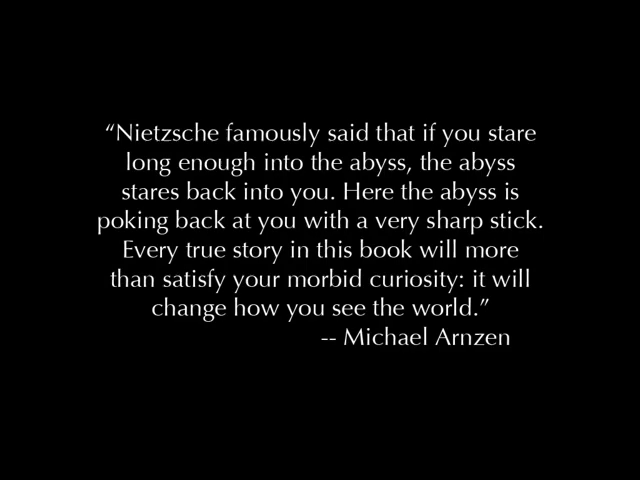 “Nietzsche famously said that if you stare
long enough into the abyss, the abyss
stares back into you. Here the abyss is
poking back at you with a very sharp stick.
Every true story in this book will more
than satisfy your morbid curiosity: it will
change how you see the world.”
-- Michael Arnzen